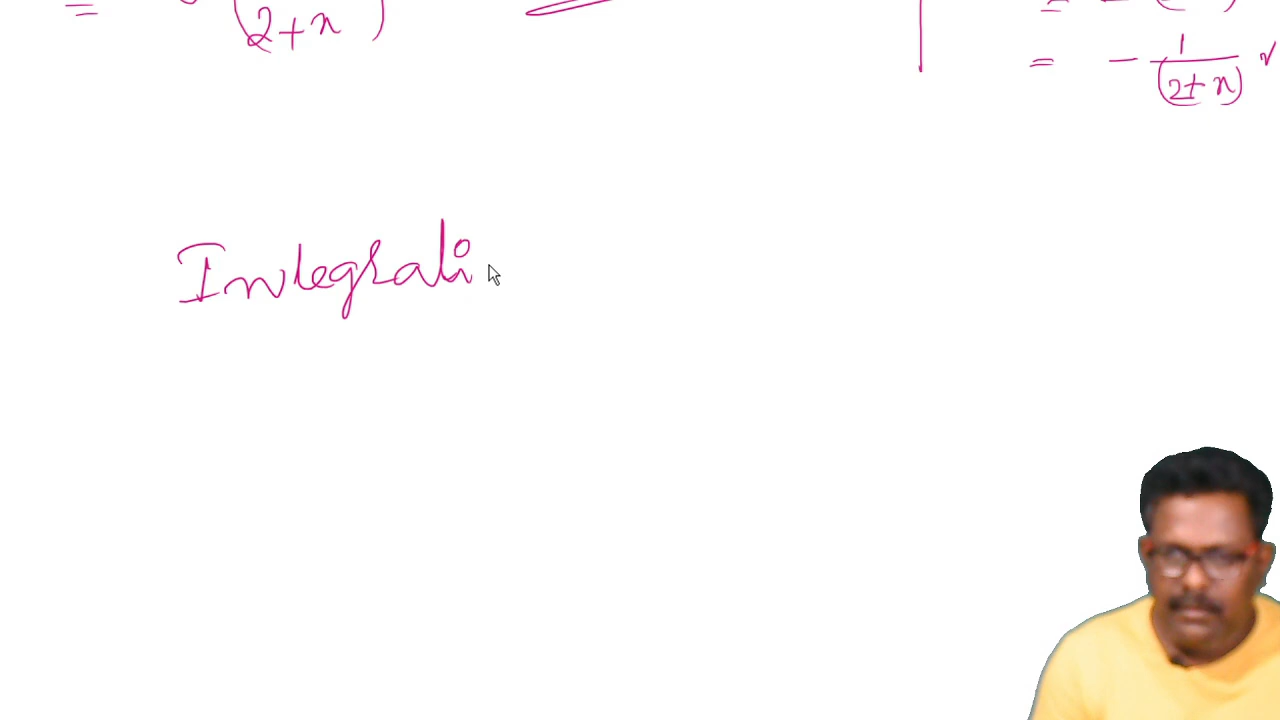 =
2+x
= - 1/(2+x) ✓
Integrati